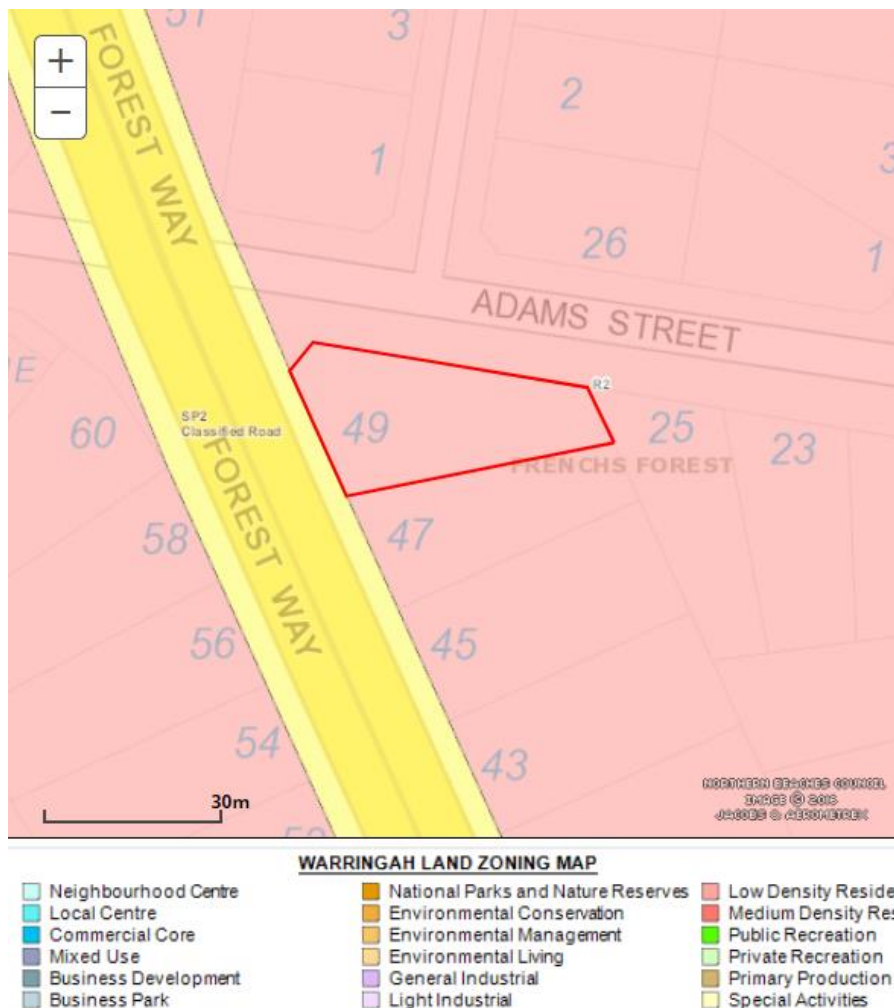 51
3
+
−
FOREST WAY
2
1
3
26
1
ADAMS STREET
R2
SP2
Classified Road
60
49
25
23
FRENCHS FOREST
FOREST WAY
58
47
56
45
54
43
30m
NORTHERN BEACHES COUNCIL
IMAGE © 2016
JACOBS & AEROMETREX
WARRINGAH LAND ZONING MAP
Neighbourhood Centre
Local Centre
Commercial Core
Mixed Use
Business Development
Business Park
National Parks and Nature Reserves
Environmental Conservation
Environmental Management
Environmental Living
General Industrial
Light Industrial
Low Density Reside
Medium Density Res
Public Recreation
Private Recreation
Primary Production
Special Activities